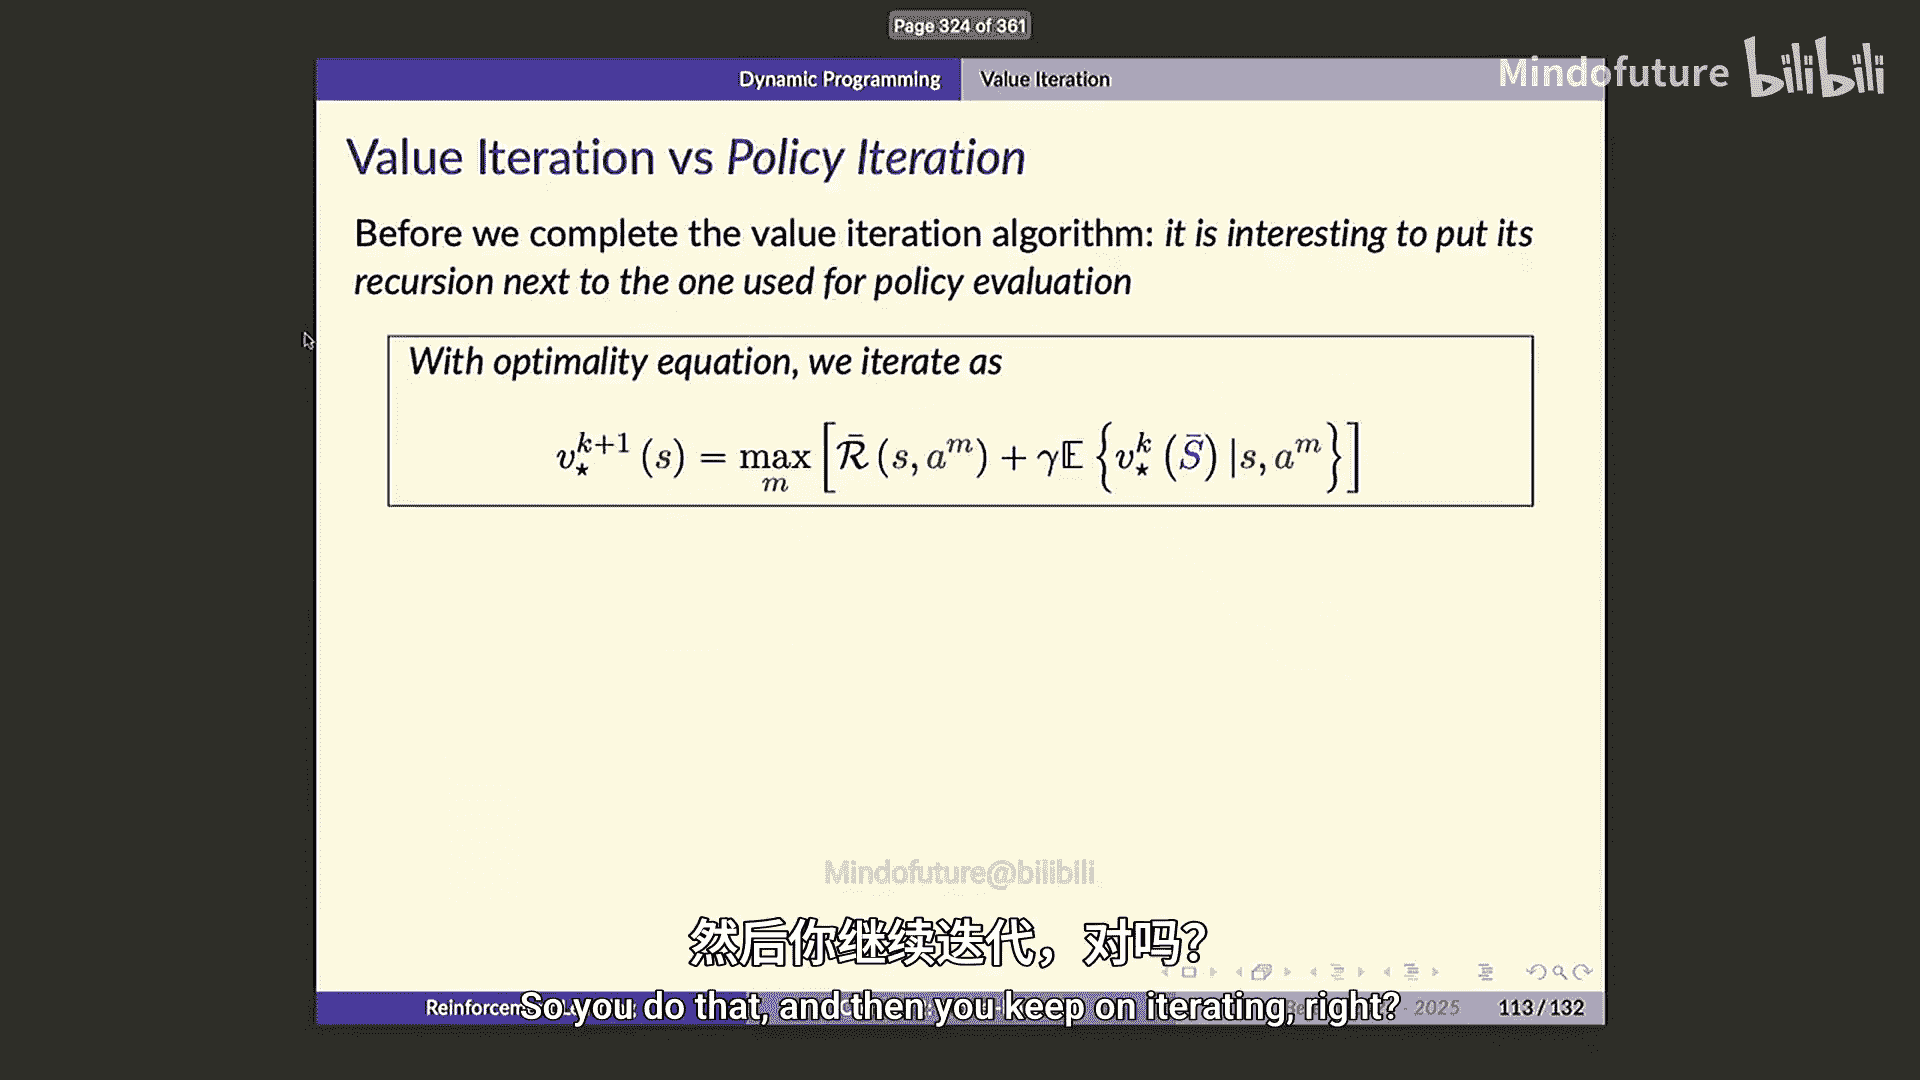 Page 324 of 361
Dynamic Programming Value Iteration
Mindofuture bilibili
Value Iteration vs Policy Iteration
Before we complete the value iteration algorithm: it is interesting to put its
recursion next to the one used for policy evaluation
With optimality equation, we iterate as
v⋆^{k+1} (s) = max_m [R̄ (s, a^m) + γ𝔼 {v⋆^k (S̄) |s, a^m}]
Mindofuture@bilibili
然后你继续迭代，对吗？
So you do that, and then you keep on iterating, right?
2025 113 / 132